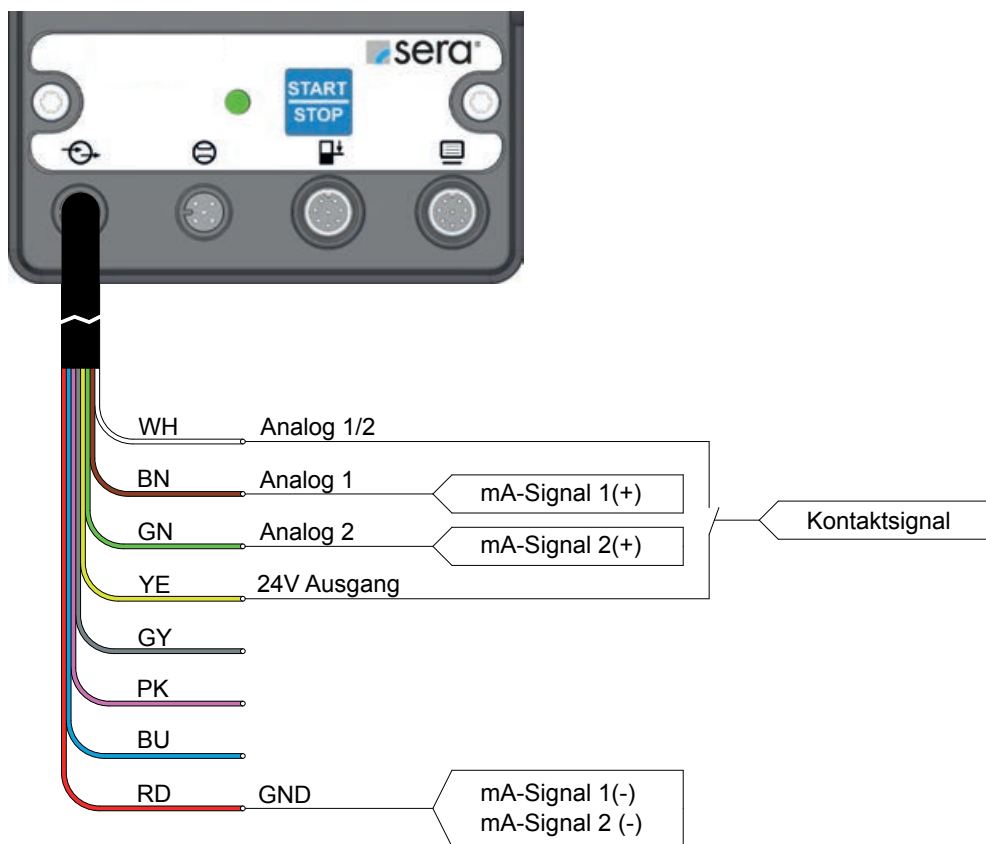 sera
START
STOP
WH Analog 1/2
BN Analog 1
mA-Signal 1(+)
Kontaktsignal
GN Analog 2
mA-Signal 2(+)
YE 24V Ausgang
GY
PK
BU
RD GND
mA-Signal 1(-)
mA-Signal 2 (-)